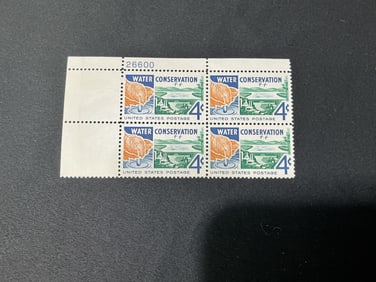 26600
WATER CONSERVATION WATER CONSERVATION
4¢ 4¢
UNITED STATES POSTAGE UNITED STATES POSTAGE
WATER CONSERVATION WATER CONSERVATION
4¢ 4¢
UNITED STATES POSTAGE UNITED STATES POSTAGE